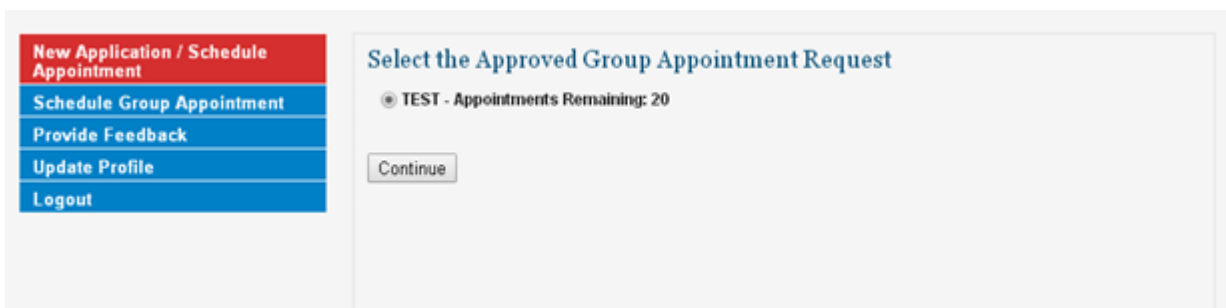 New Application / Schedule
Appointment
Schedule Group Appointment
Provide Feedback
Update Profile
Logout
Select the Approved Group Appointment Request
TEST - Appointments Remaining: 20
Continue